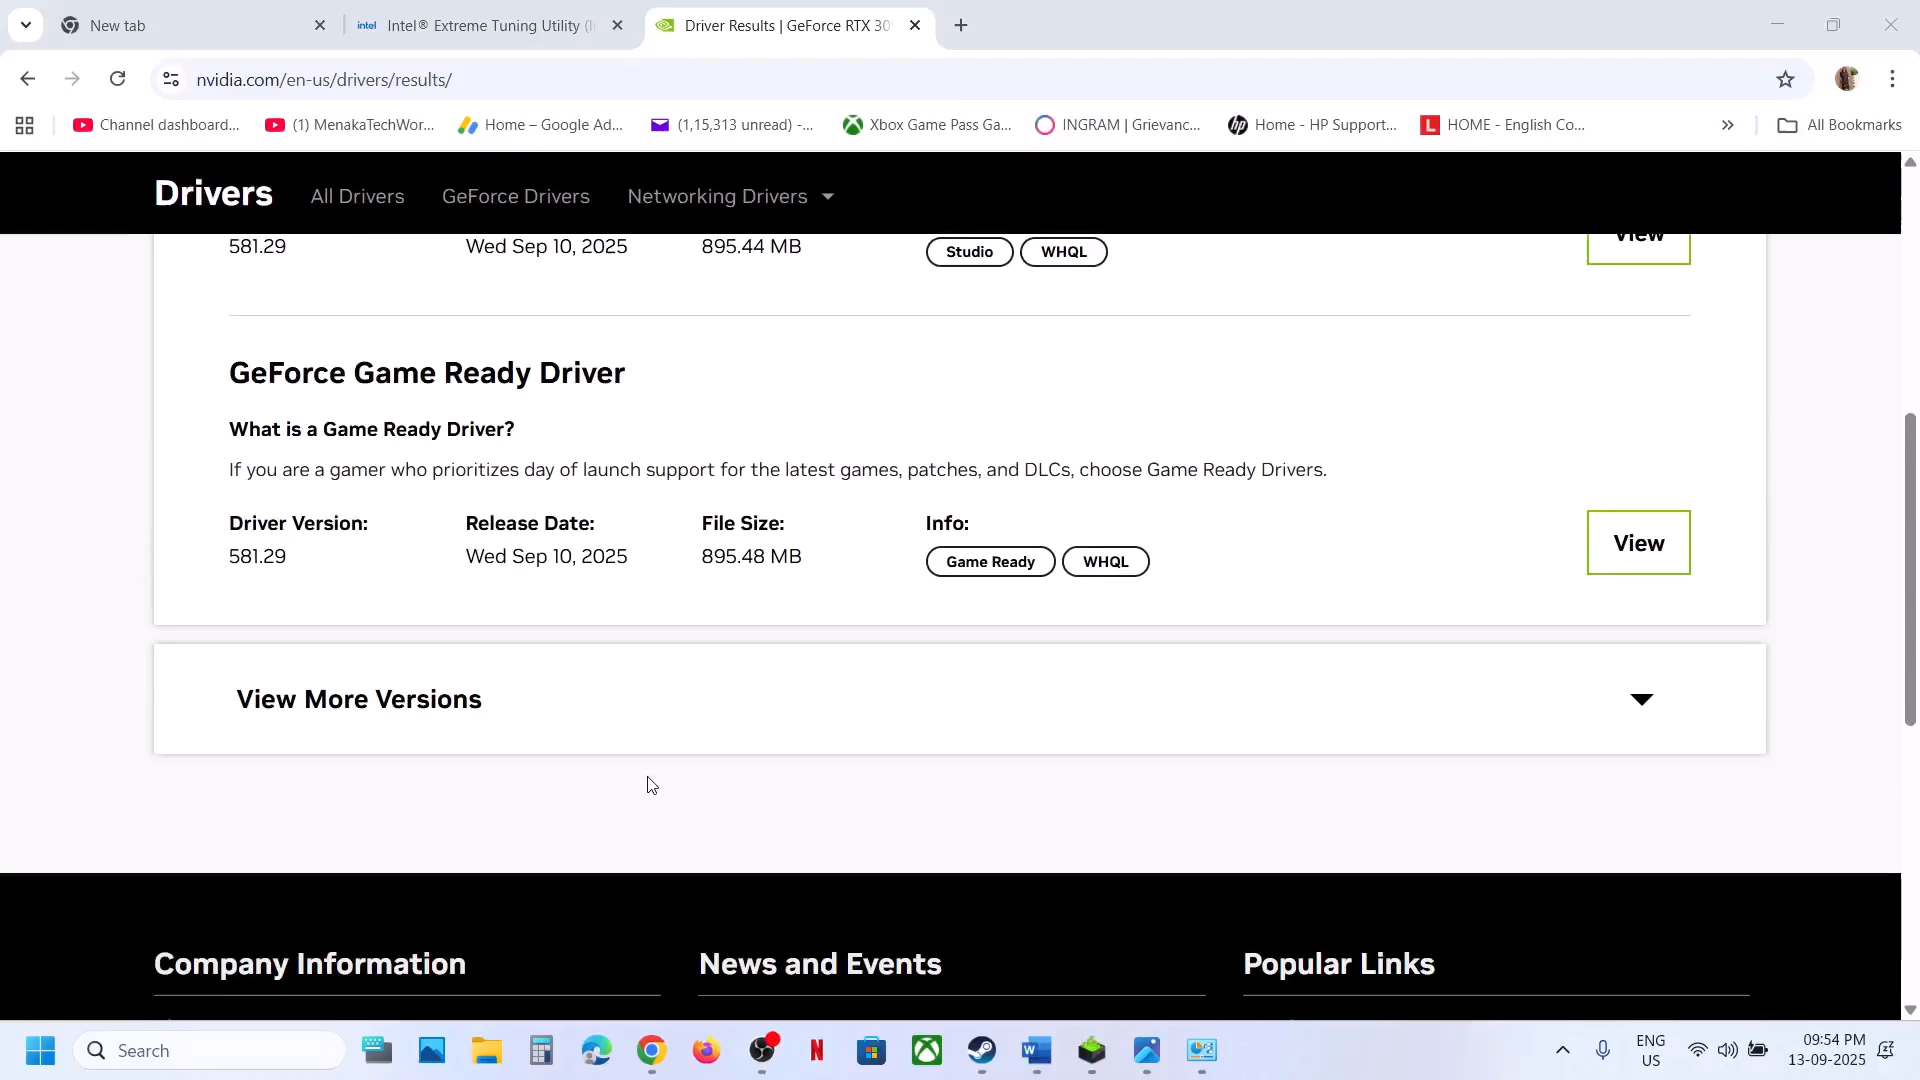 New tab
intel Intel® Extreme Tuning Utility (I
Driver Results | GeForce RTX 30
nvidia.com/en-us/drivers/results/
Channel dashboard...
(1) MenakaTechWor...
Home – Google Ad...
(1,15,313 unread) -...
Xbox Game Pass Ga...
INGRAM | Grievanc...
hp Home - HP Support...
L HOME - English Co...
All Bookmarks
Drivers
All Drivers
GeForce Drivers
Networking Drivers
581.29
Wed Sep 10, 2025
895.44 MB
Studio
WHQL
View
GeForce Game Ready Driver
What is a Game Ready Driver?
If you are a gamer who prioritizes day of launch support for the latest games, patches, and DLCs, choose Game Ready Drivers.
Driver Version:
Release Date:
File Size:
Info:
581.29
Wed Sep 10, 2025
895.48 MB
Game Ready
WHQL
View
View More Versions
Company Information
News and Events
Popular Links
Search
N
W
ENG
US
09:54 PM
13-09-2025